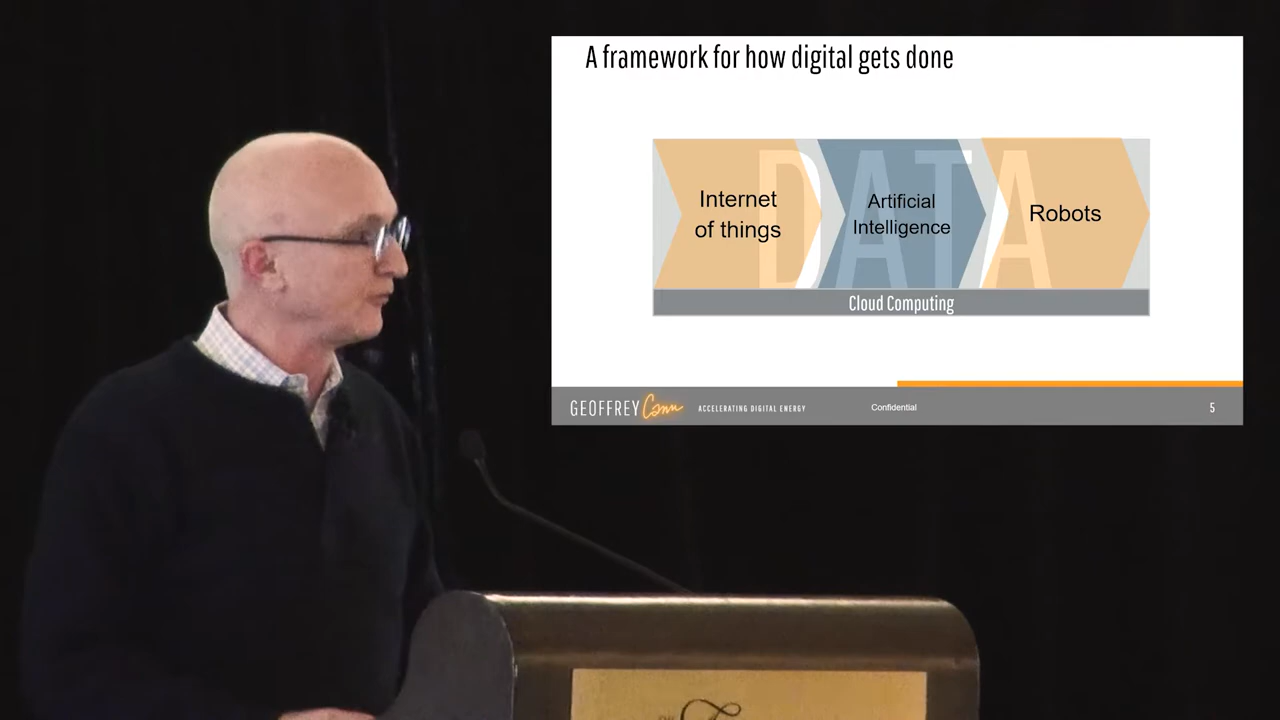 A framework for how digital gets done
DATA
Internet
of things
Artificial
Intelligence
Robots
Cloud Computing
GEOFFREY Cann ACCELERATING DIGITAL ENERGY
Confidential
5